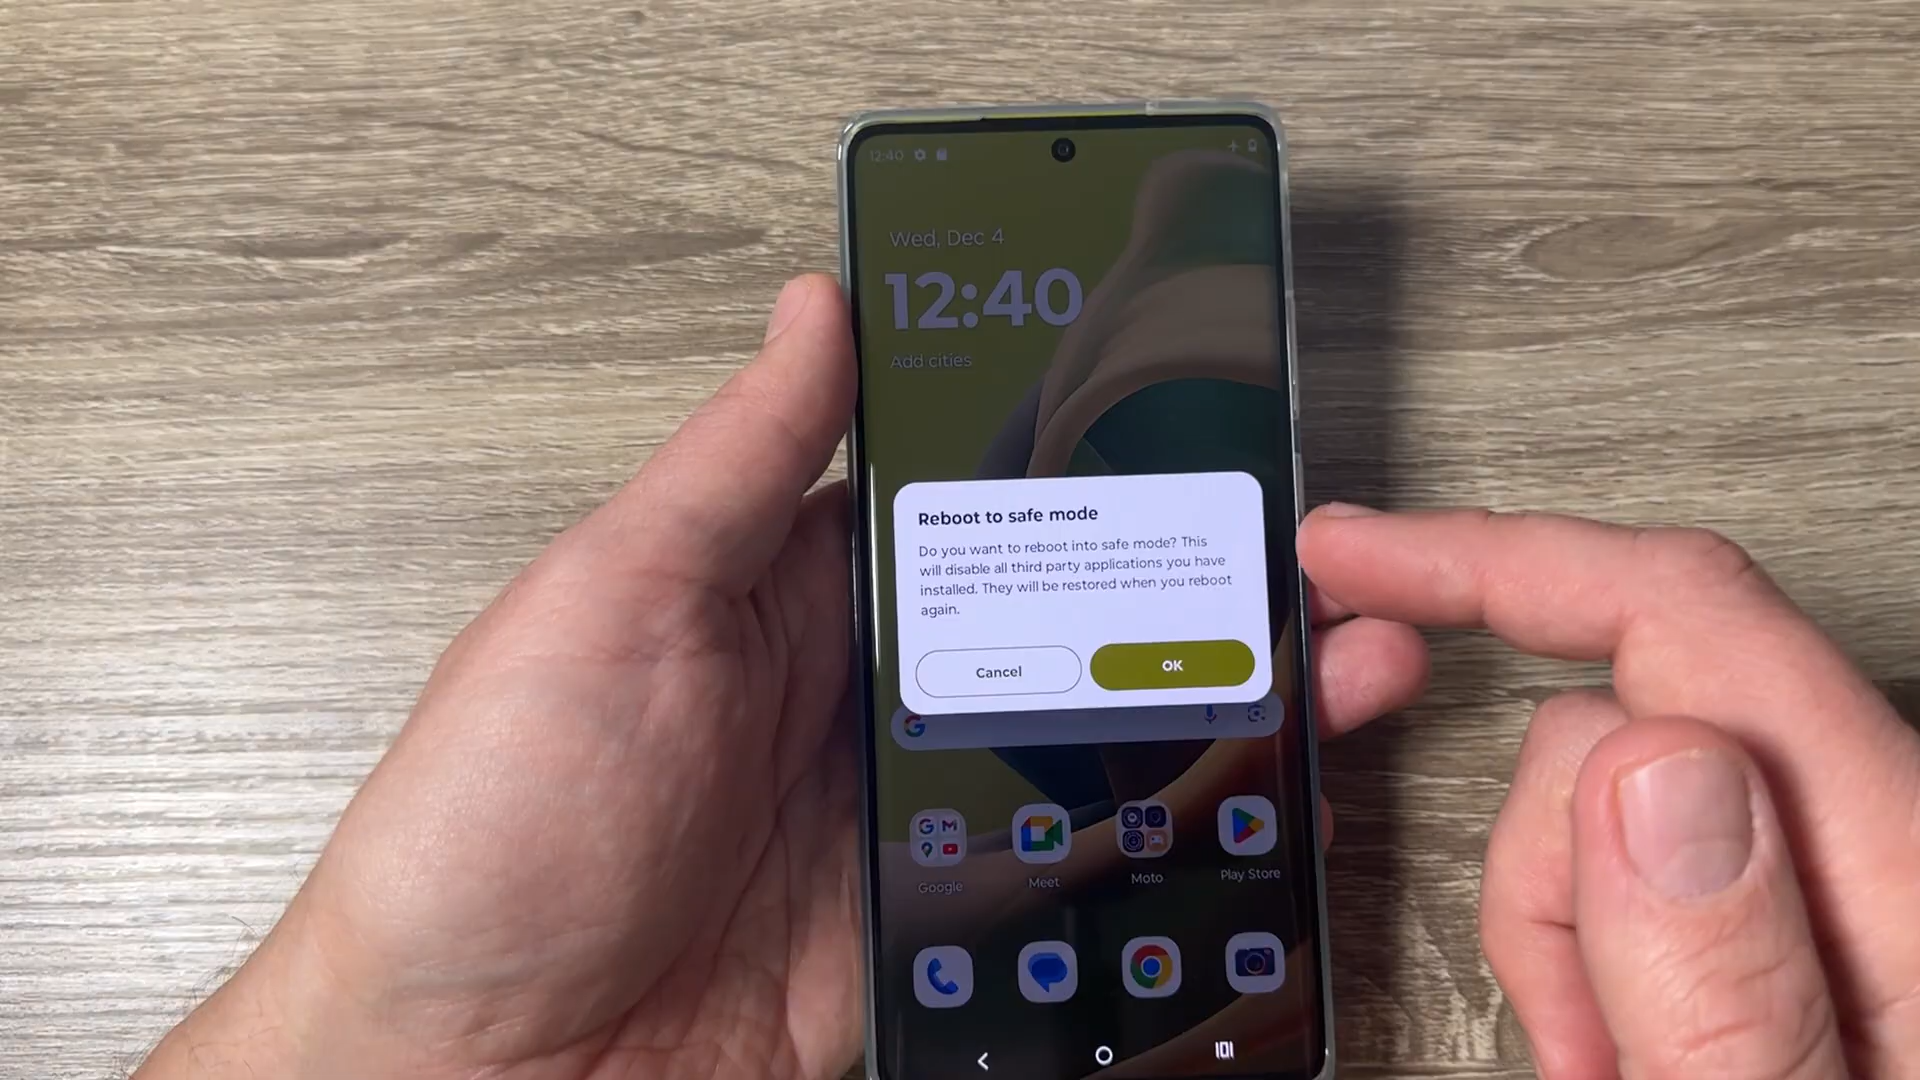 12:40
Wed, Dec 4
12:40
Add cities
Reboot to safe mode
Do you want to reboot into safe mode? This
will disable all third party applications you have
installed. They will be restored when you reboot
again.
Cancel
OK
Google
Meet
Moto
Play Store